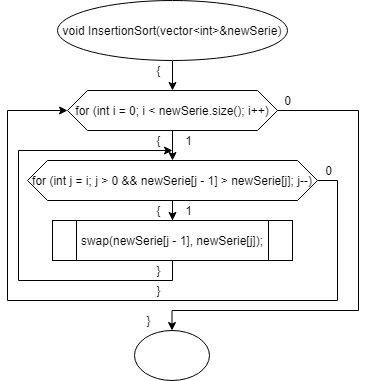 void InsertionSort(vector<int>&newSerie)
{
for (int i = 0; i < newSerie.size(); i++)
0
{
1
for (int j = i; j > 0 && newSerie[j - 1] > newSerie[j]; j--)
0
{
1
swap(newSerie[j - 1], newSerie[j]);
}
}
}